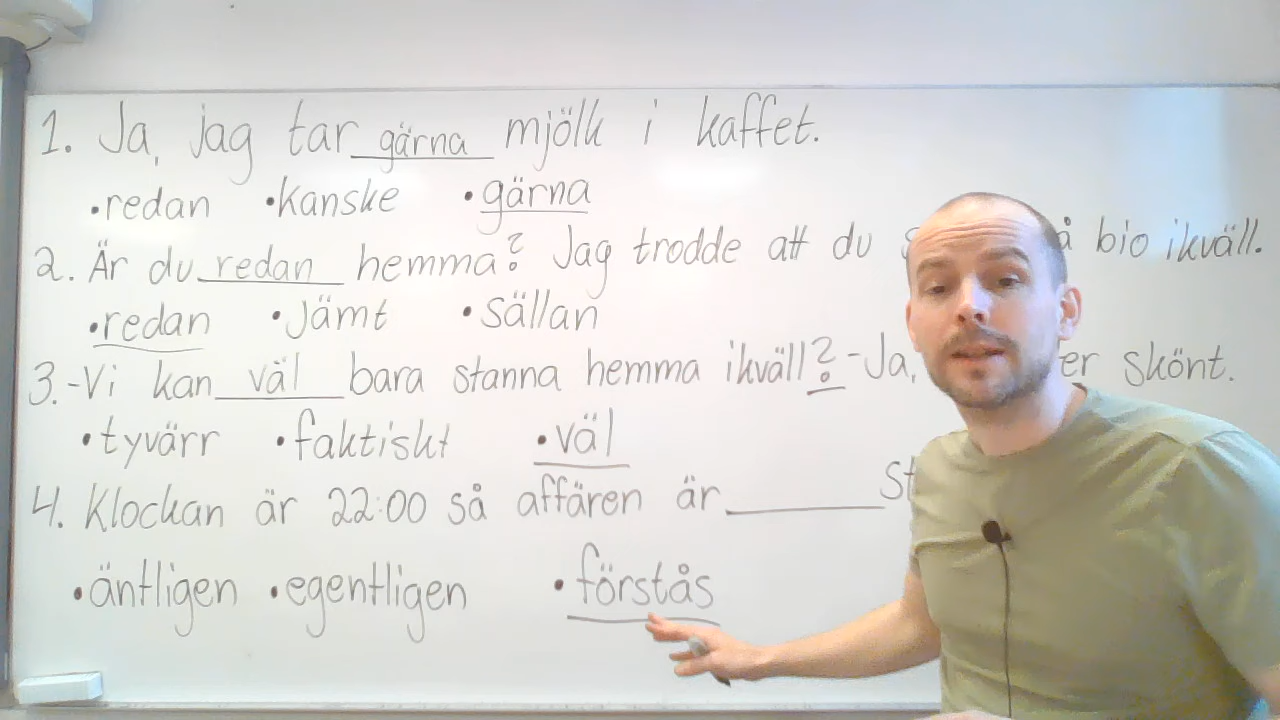 1. Ja, jag tar gärna mjölk i kaffet.
•redan •kanske •gärna
2. Är du redan hemma? Jag trodde att du å bio ikväll.
•redan •jämt •sällan
3. -Vi kan väl bara stanna hemma ikväll? -Ja, er skönt.
•tyvärr •faktiskt •väl
4. Klockan är 22:00 så affären är ______ st
•äntligen •egentligen •förstås